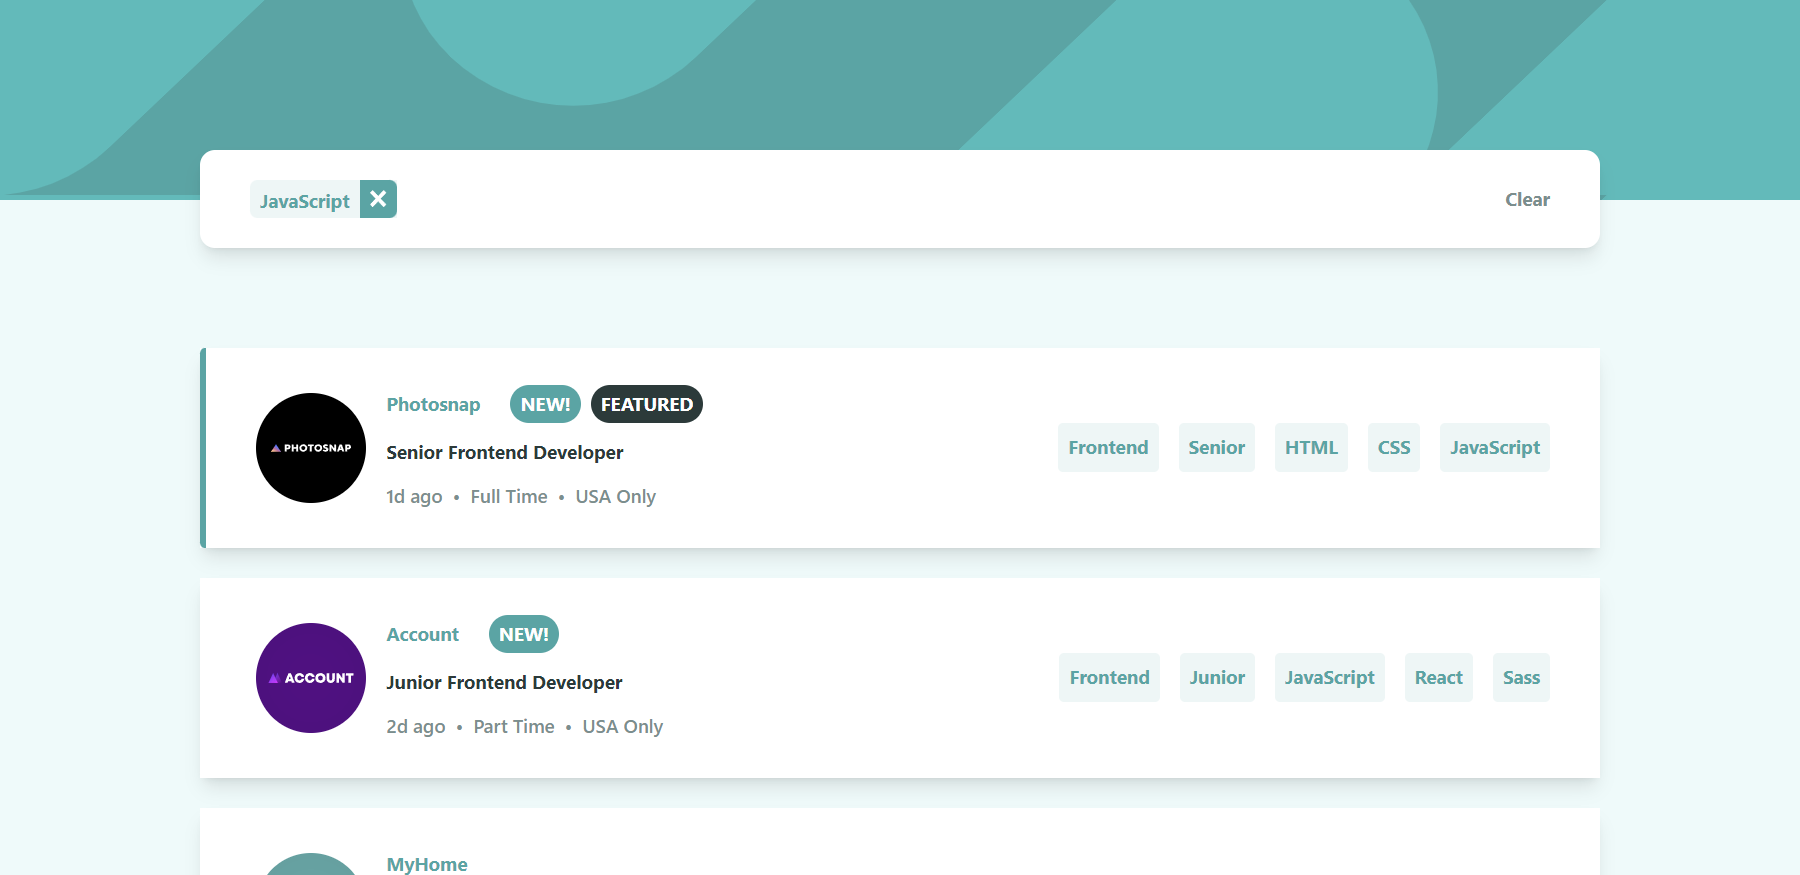 JavaScript Clear
Photosnap NEW! FEATURED
PHOTOSNAP
Senior Frontend Developer
1d ago • Full Time • USA Only
Frontend Senior HTML CSS JavaScript
Account NEW!
ACCOUNT
Junior Frontend Developer
2d ago • Part Time • USA Only
Frontend Junior JavaScript React Sass
MyHome